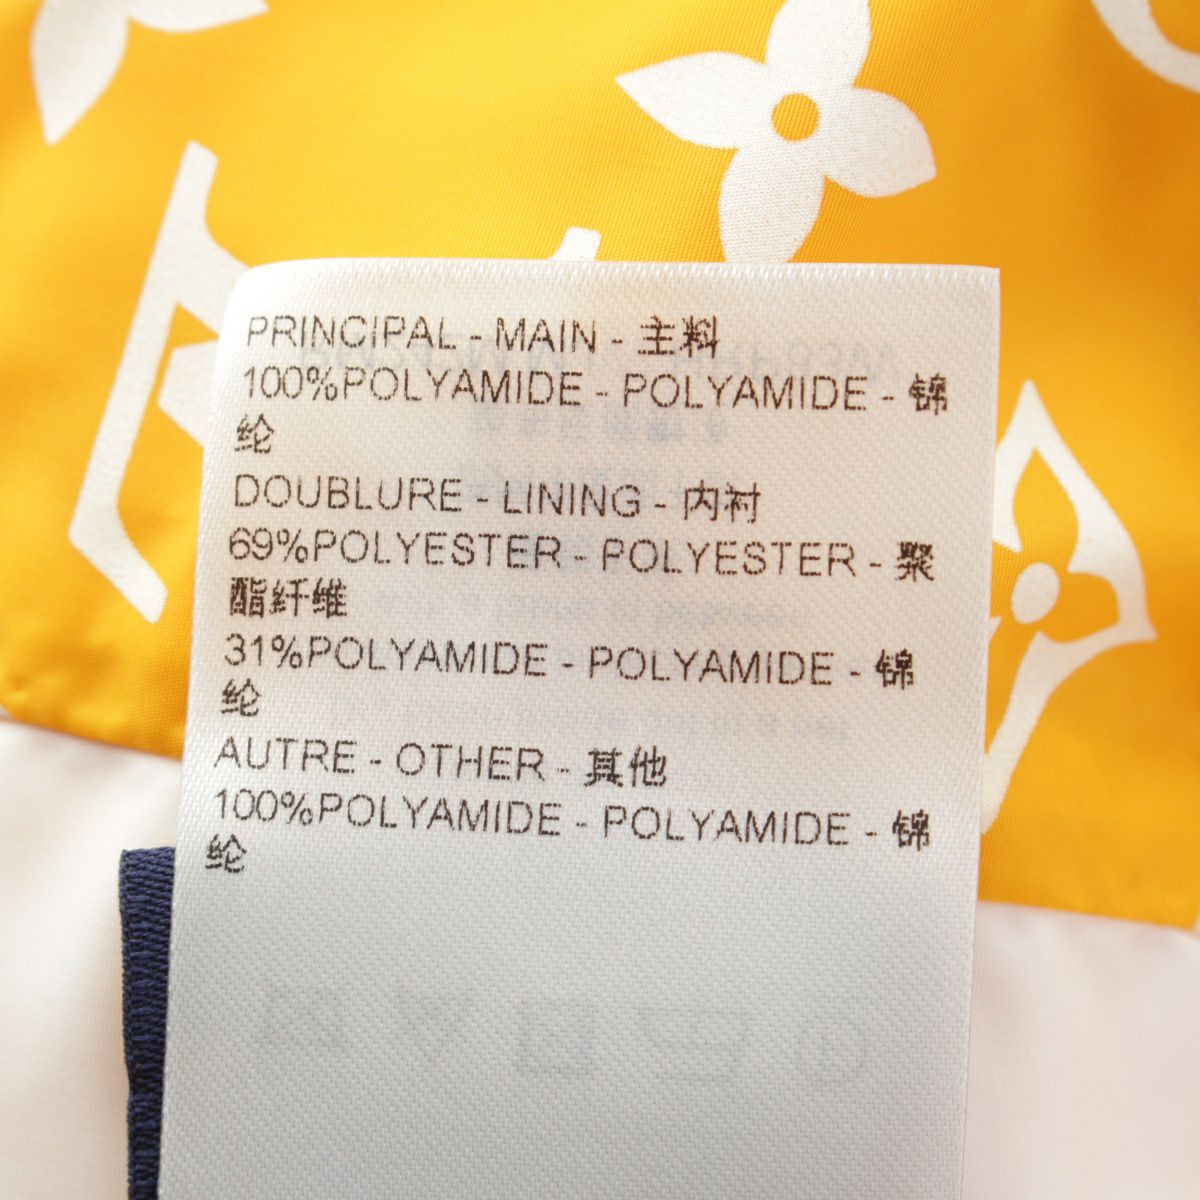 PRINCIPAL - MAIN - 主料
100%POLYAMIDE - POLYAMIDE - 锦
纶
DOUBLURE - LINING - 内衬
69%POLYESTER - POLYESTER - 聚
酯纤维
31%POLYAMIDE - POLYAMIDE - 锦
纶
AUTRE - OTHER - 其他
100%POLYAMIDE - POLYAMIDE - 锦
纶